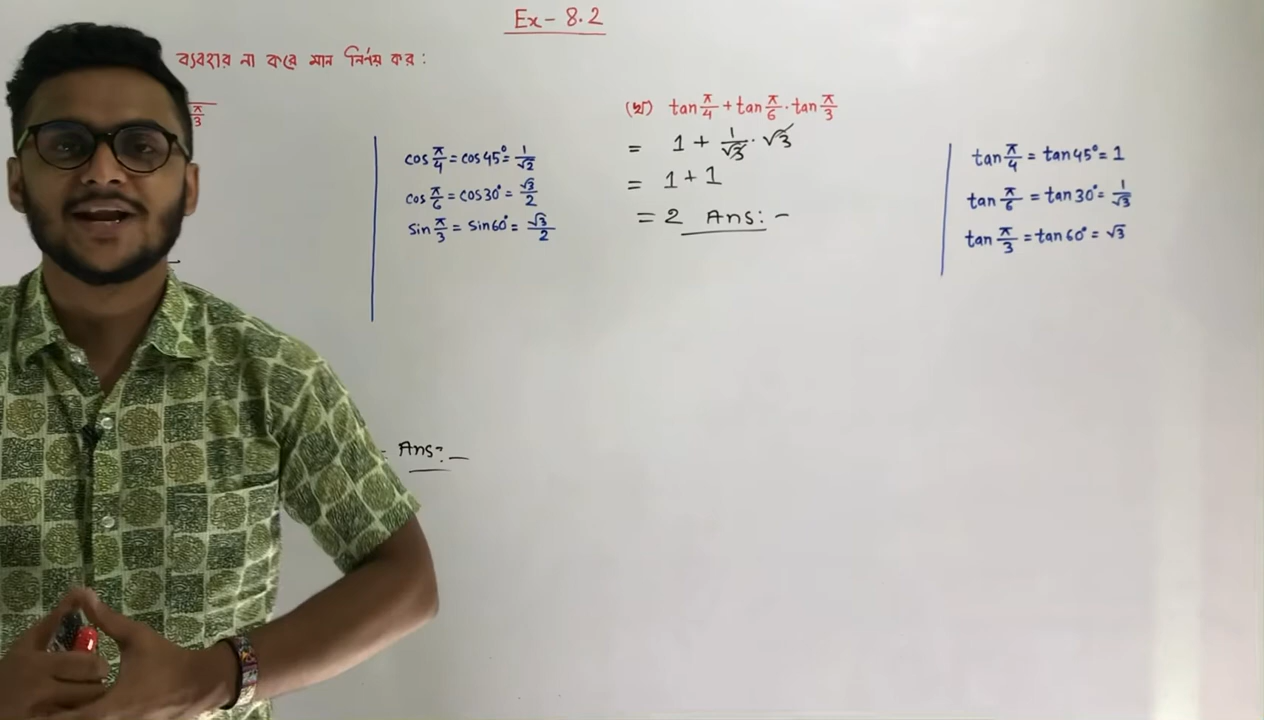 Ex - 8.2
ব্যবহার না করে মান নির্ণয় কর :
π/3
cos π/4 = cos 45° = 1/√2
cos π/6 = cos 30° = √3/2
sin π/3 = sin 60° = √3/2
Ans:-
(খ) tan π/4 + tan π/6 · tan π/3
= 1 + 1/√3 · √3
= 1 + 1
= 2 Ans: -
tan π/4 = tan 45° = 1
tan π/6 = tan 30° = 1/√3
tan π/3 = tan 60° = √3